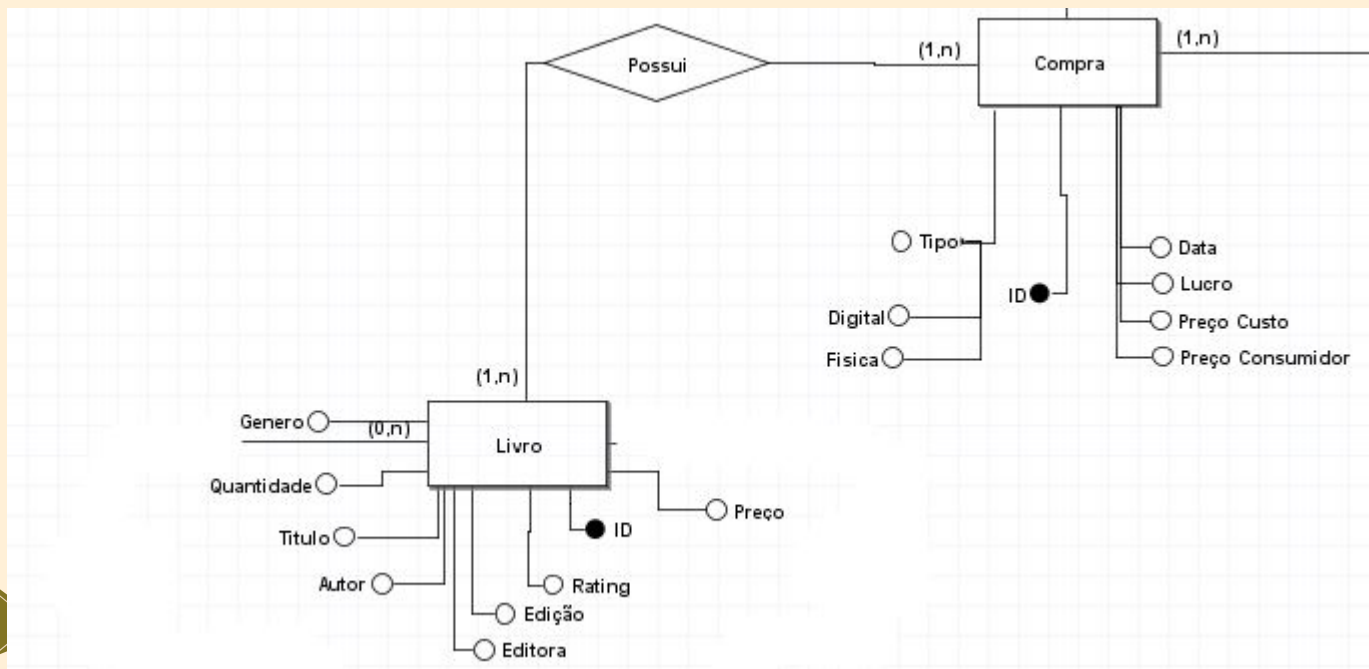 Possui
(1,n)
Compra
(1,n)
Tipo
Data
ID
Lucro
Digital
Preço Custo
Fisica
Preço Consumidor
(1,n)
Genero
(0,n)
Livro
Quantidade
Preço
Titulo
ID
Autor
Rating
Edição
Editora